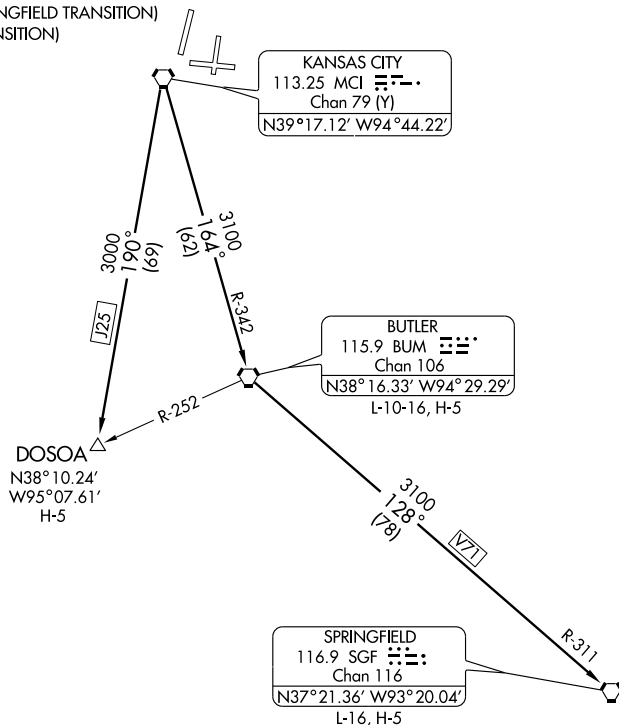 NGFIELD TRANSITION)
NSITION)
KANSAS CITY
113.25 MCI
Chan 79 (Y)
N39°17.12' W94°44.22'
3000
190°
(69)
3100
164°
(62)
J25
R-342
BUTLER
115.9 BUM
Chan 106
N38°16.33' W94°29.29'
L-10-16, H-5
R-252
DOSOA
N38°10.24'
W95°07.61'
H-5
3100
128°
(78)
V71
R-311
SPRINGFIELD
116.9 SGF
Chan 116
N37°21.36' W93°20.04'
L-16, H-5